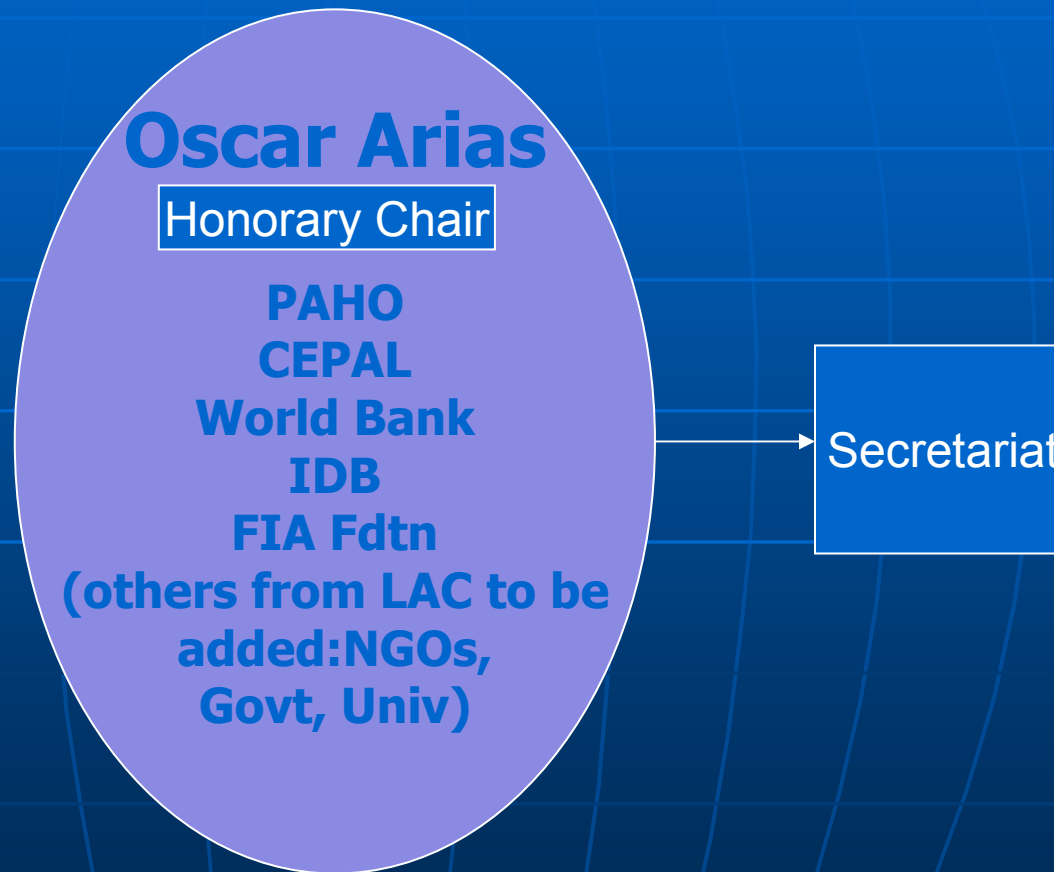 Oscar Arias
Honorary Chair
PAHO
CEPAL
World Bank
IDB
FIA Fdtn
(others from LAC to be
added:NGOs,
Govt, Univ)
Secretariat